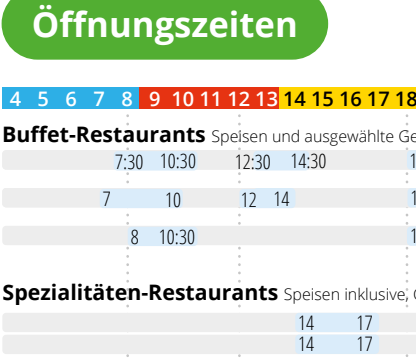 Öffnungszeiten
4 5 6 7 8 9 10 11 12 13 14 15 16 17 18
Buffet-Restaurants Speisen und ausgewählte
7:30 10:30 12:30 14:30
7 10 12 14
8 10:30
Spezialitäten-Restaurants Speisen inklusive,
14 17
14 17